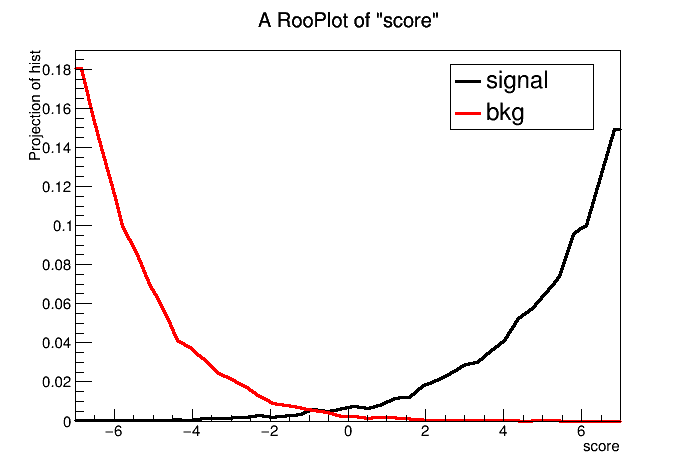 A RooPlot of "score"
Projection of hist
0.18
0.16
0.14
0.12
0.1
0.08
0.06
0.04
0.02
0
signal
bkg
−6 −4 −2 0 2 4 6
score